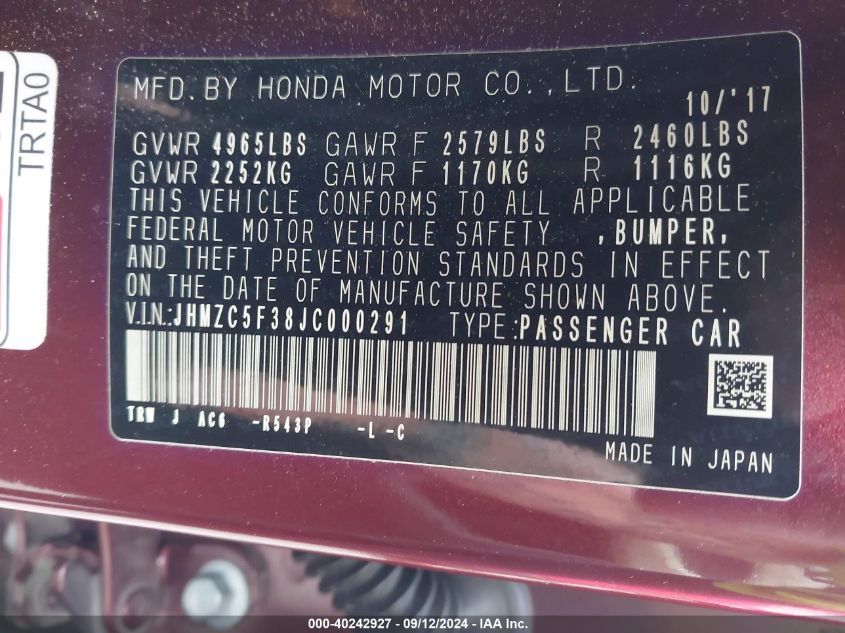 TRTA0
MFD. BY HONDA MOTOR CO., LTD.
10/'17
GVWR 4965LBS GAWR F 2579LBS R 2460LBS
GVWR 2252KG GAWR F 1170KG R 1116KG
THIS VEHICLE CONFORMS TO ALL APPLICABLE
FEDERAL MOTOR VEHICLE SAFETY , BUMPER,
AND THEFT PREVENTION STANDARDS IN EFFECT
ON THE DATE OF MANUFACTURE SHOWN ABOVE.
V.I.N.:JHMZC5F38JC000291 TYPE:PASSENGER CAR
TRW J AC6 -R543P -L -C
MADE IN JAPAN
000-40242927 - 09/12/2024 - IAA Inc.